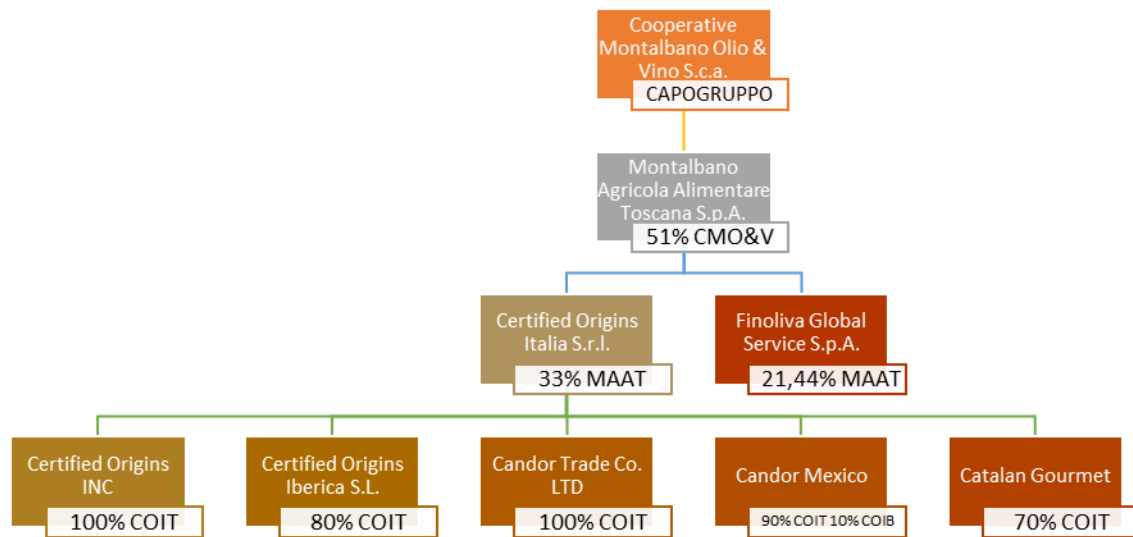 Cooperative
Montalbano Olio &
Vino S.c.a.
CAPOGRUPPO
Montalbano
Agricola Alimentare
Toscana S.p.A.
51% CMO&V
Certified Origins
Italia S.r.l.
33% MAAT
Finoliva Global
Service S.p.A.
21,44% MAAT
Certified Origins
INC
100% COIT
Certified Origins
Iberica S.L.
80% COIT
Candor Trade Co.
LTD
100% COIT
Candor Mexico
90% COIT 10% COIB
Catalan Gourmet
70% COIT